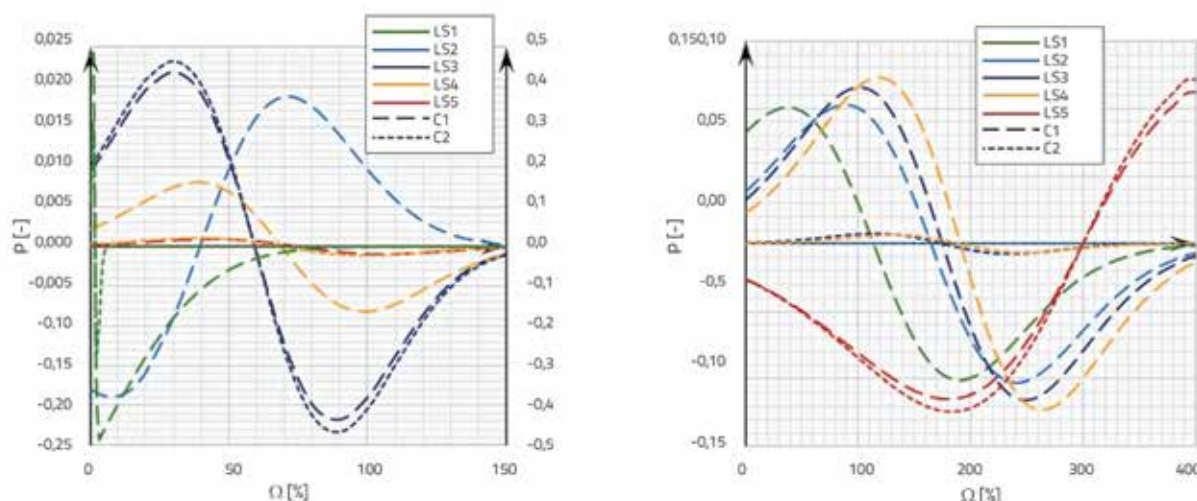 0,025
0,020
0,015
0,010
0,005
0,000
-0,005
-0,10
-0,15
-0,20
-0,25
P [-]
0,5
0,4
0,3
0,2
0,1
0,0
-0,1
-0,2
-0,3
-0,4
-0,5
LS1
LS2
LS3
LS4
LS5
C1
C2
0
50
100
150
Ω [%]
0,150,10
0,05
0,00
-0,5
-0,10
-0,15
P [-]
LS1
LS2
LS3
LS4
LS5
C1
C2
0
100
200
300
400
Ω [%]